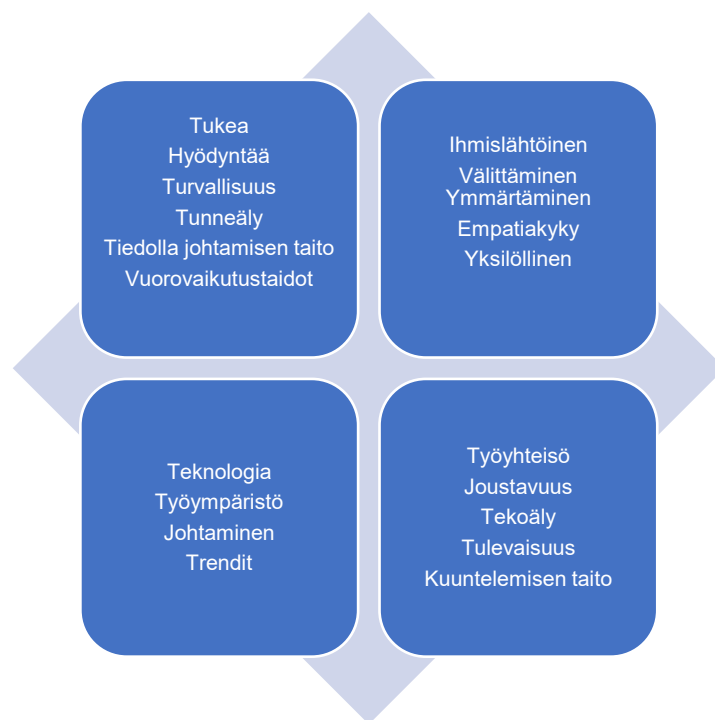 Tukea
Hyödyntää
Turvallisuus
Tunneäly
Tiedolla johtamisen taito
Vuorovaikutustaidot
Ihmislähtöinen
Välittäminen
Ymmärtäminen
Empatiakyky
Yksilöllinen
Teknologia
Työympäristö
Johtaminen
Trendit
Työyhteisö
Joustavuus
Tekoäly
Tulevaisuus
Kuuntelemisen taito